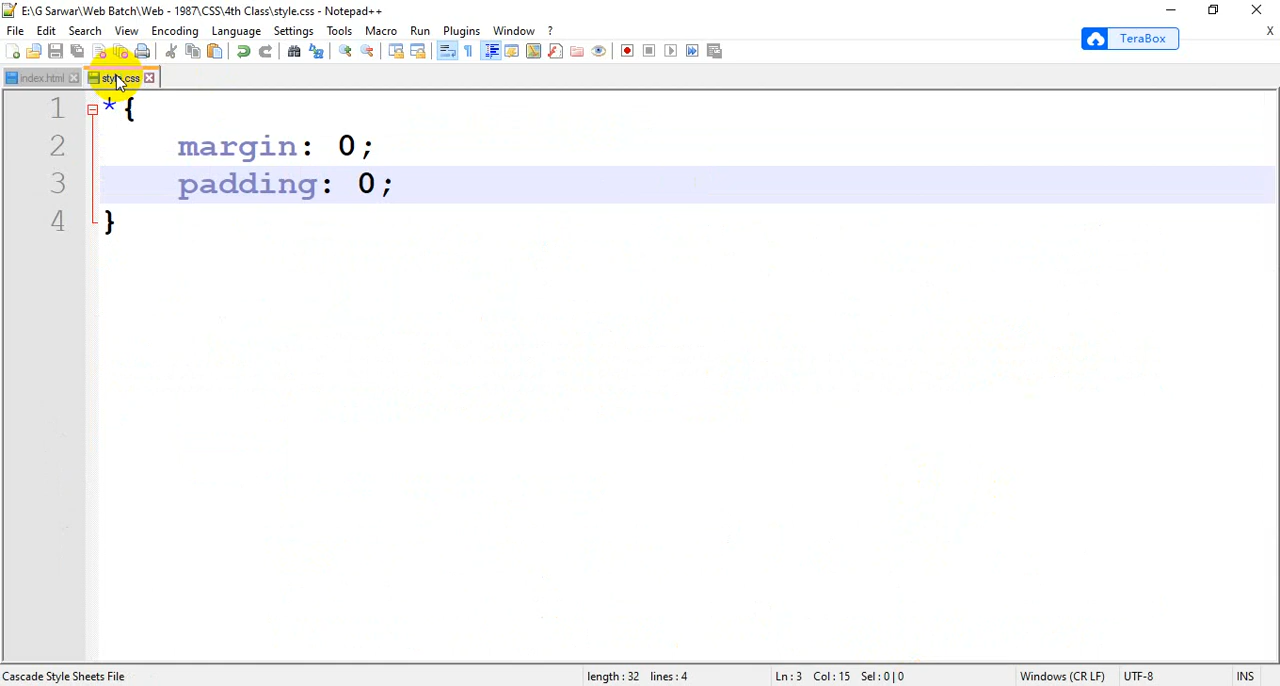 E:\G Sarwar\Web Batch\Web - 1987\CSS\4th Class\style.css - Notepad++
File Edit Search View Encoding Language Settings Tools Macro Run Plugins Window ? X
TeraBox
index.html style.css
1 *{
2 margin: 0;
3 padding: 0;
4 }
Cascade Style Sheets File length : 32 lines : 4 Ln : 3 Col : 15 Sel : 0 | 0 Windows (CR LF) UTF-8 INS